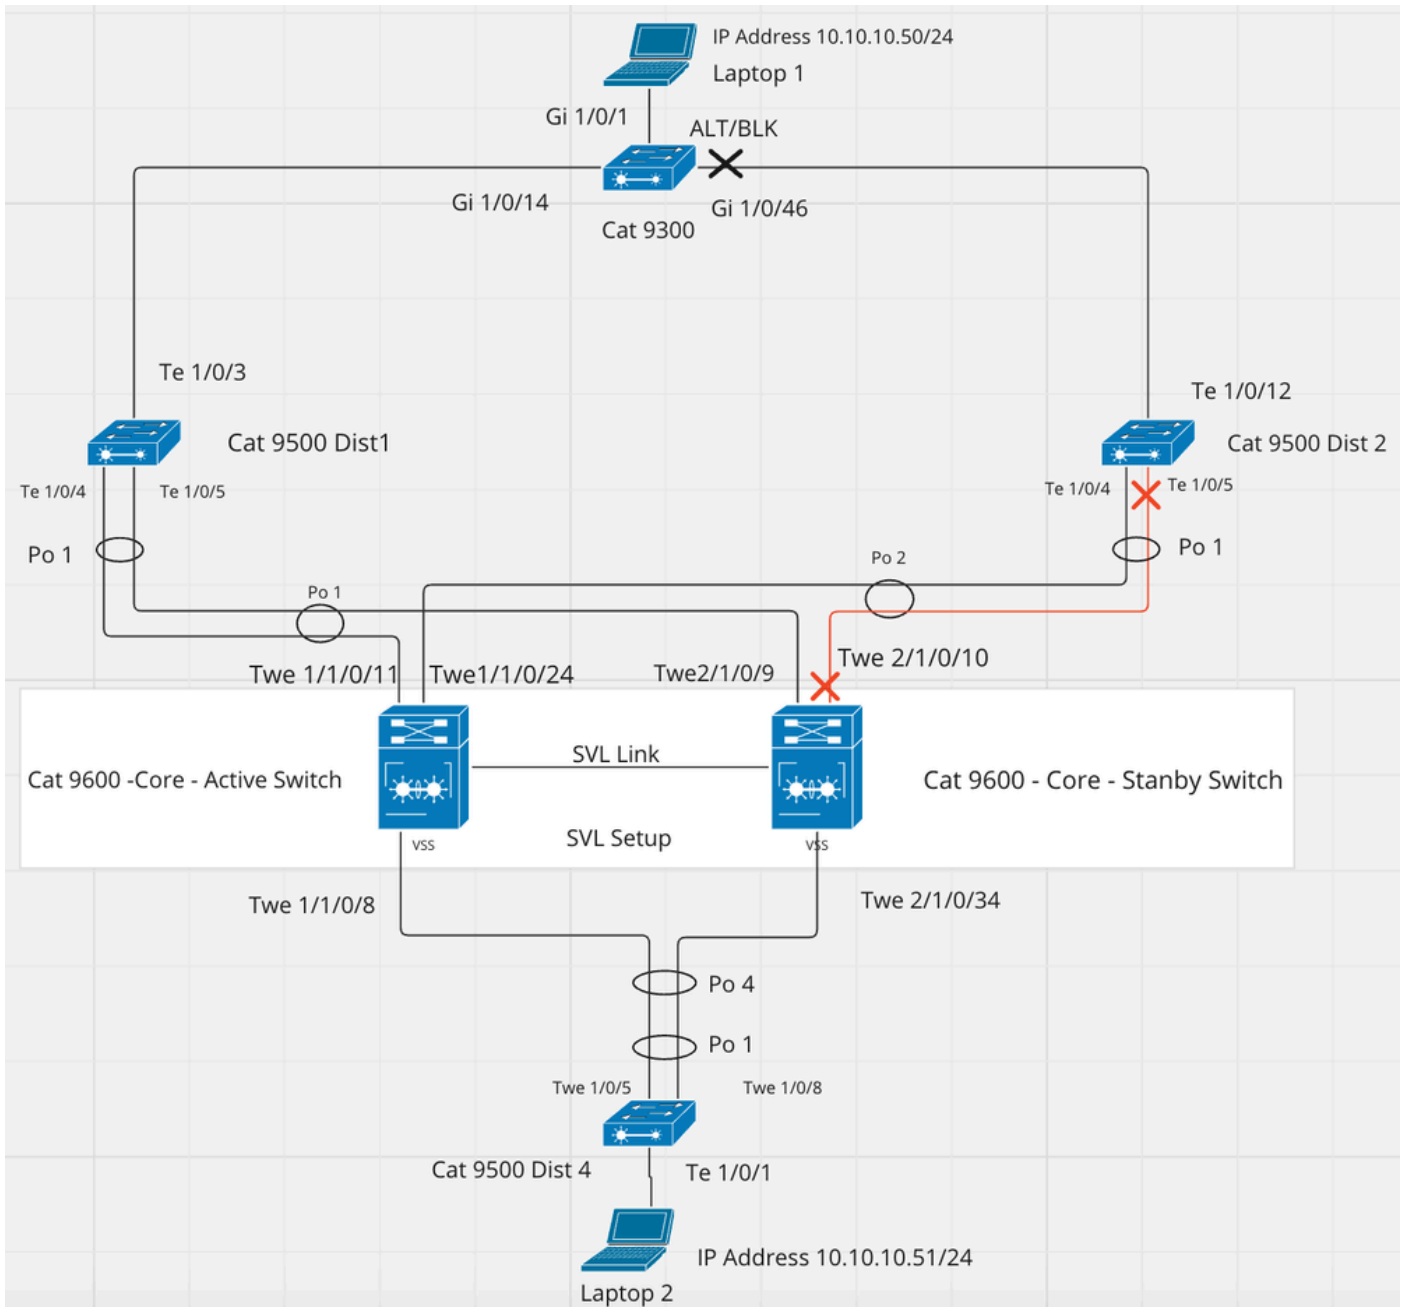 IP Address 10.10.10.50/24
Laptop 1
Gi 1/0/1
ALT/BLK
Gi 1/0/14
Gi 1/0/46
Cat 9300
Te 1/0/3
Te 1/0/12
Cat 9500 Dist1
Cat 9500 Dist 2
Te 1/0/4
Te 1/0/5
Te 1/0/4
Te 1/0/5
Po 1
Po 1
Po 2
Po 1
Twe 1/1/0/11
Twe1/1/0/24
Twe2/1/0/9
Twe 2/1/0/10
SVL Link
Cat 9600 -Core - Active Switch
Cat 9600 - Core - Stanby Switch
SVL Setup
VSS
VSS
Twe 1/1/0/8
Twe 2/1/0/34
Po 4
Po 1
Twe 1/0/5
Twe 1/0/8
Cat 9500 Dist 4
Te 1/0/1
IP Address 10.10.10.51/24
Laptop 2